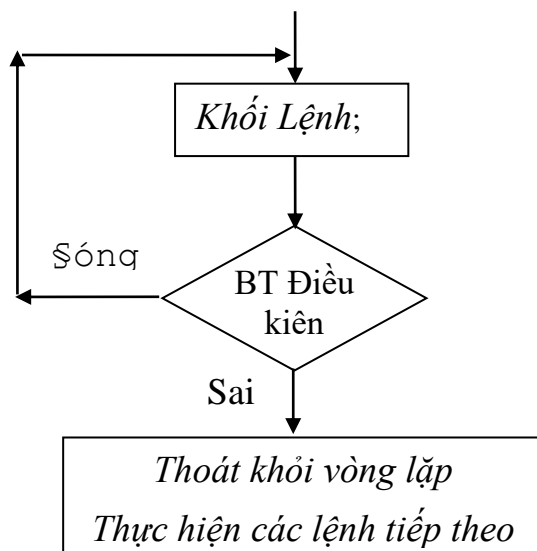 Khối Lệnh;
§óng
BT Điều
kiên
Sai
Thoát khỏi vòng lặp
Thực hiện các lệnh tiếp theo